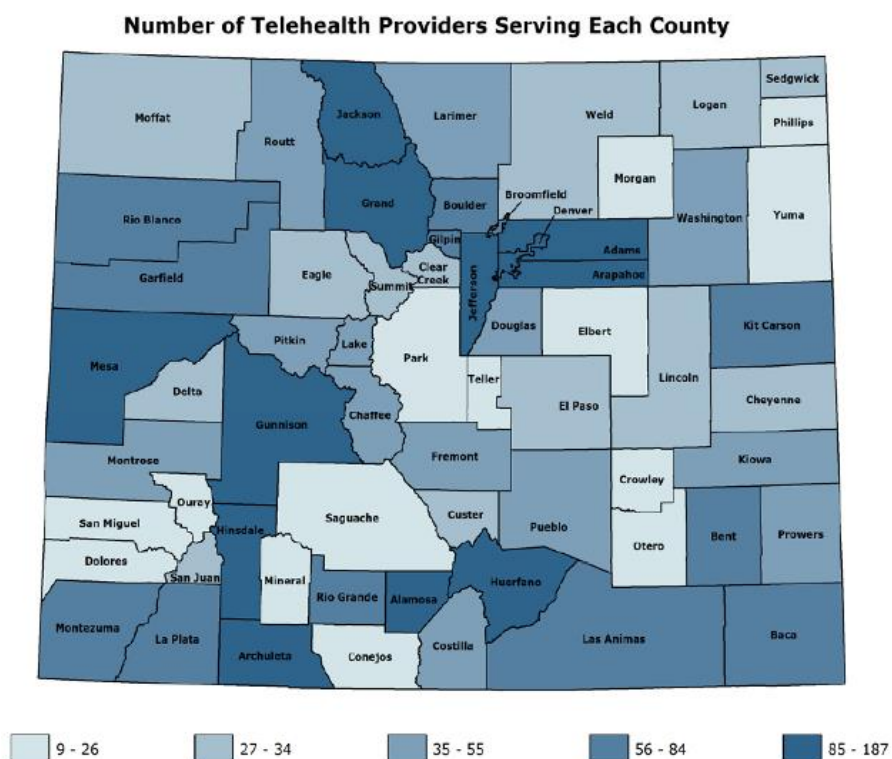 Number of Telehealth Providers Serving Each County
Sedgwick
Logan
Phillips
Moffat
Jackson
Larimer
Weld
Routt
Morgan
Yuma
Washington
Broomfield
Denver
Boulder
Grand
Rio Blanco
Gilpin
Adams
Garfield
Eagle
Clear
Creek
Summit
Arapahoe
Jefferson
Douglas
Elbert
Kit Carson
Pitkin
Lake
Park
Mesa
Teller
Lincoln
Delta
El Paso
Cheyenne
Chaffee
Gunnison
Montrose
Fremont
Kiowa
Crowley
Ouray
San Miguel
Saguache
Custer
Pueblo
Hinsdale
Otero
Bent
Prowers
Dolores
San Juan
Mineral
Huerfano
Rio Grande
Alamosa
Montezuma
La Plata
Archuleta
Conejos
Costilla
Las Animas
Baca
9 - 26
27 - 34
35 - 55
56 - 84
85 - 187